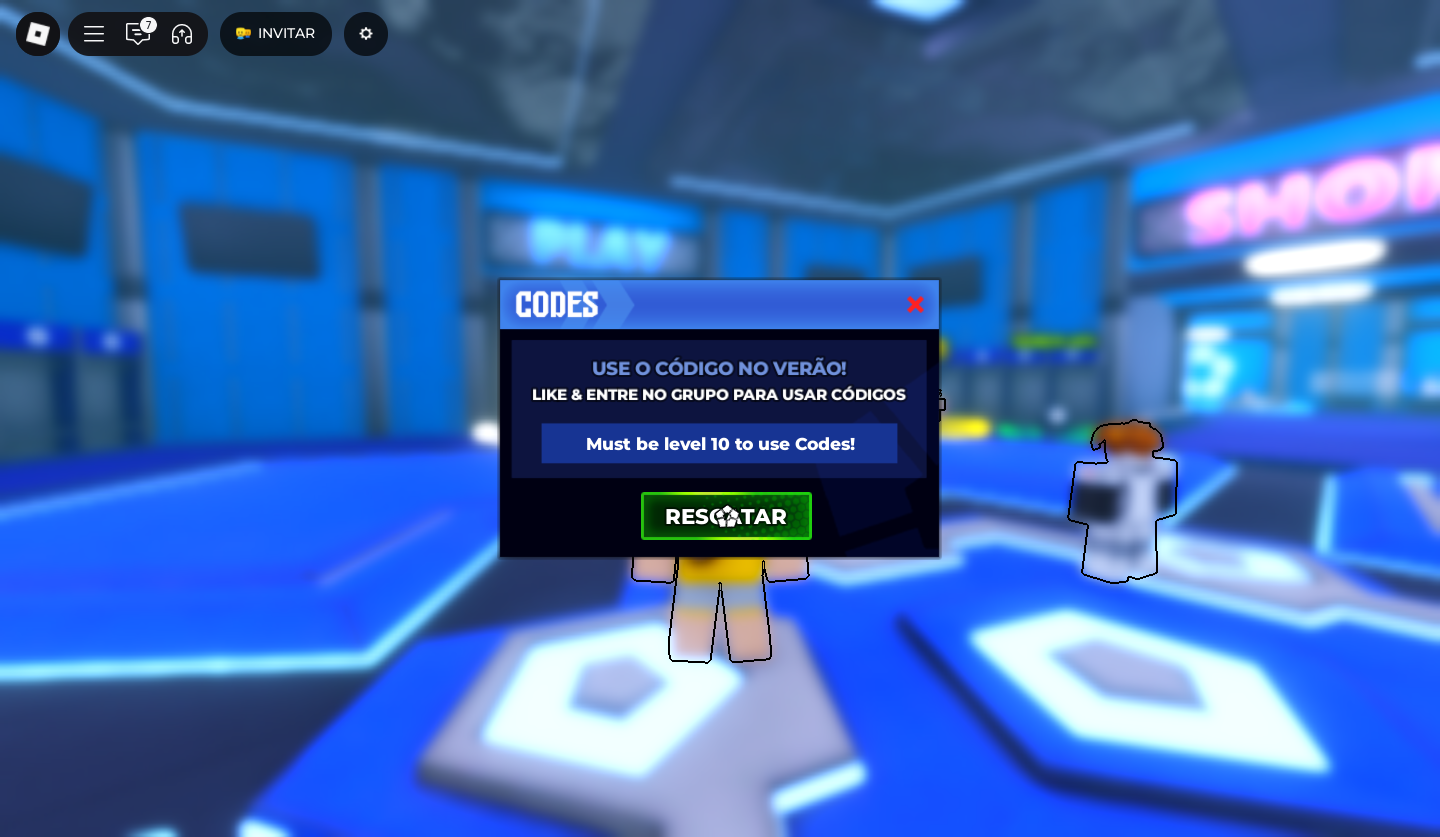 7
INVITAR
PLAY
SHOP
CODES
USE O CÓDIGO NO VERÃO!
LIKE & ENTRE NO GRUPO PARA USAR CÓDIGOS
Must be level 10 to use Codes!
RESGATAR